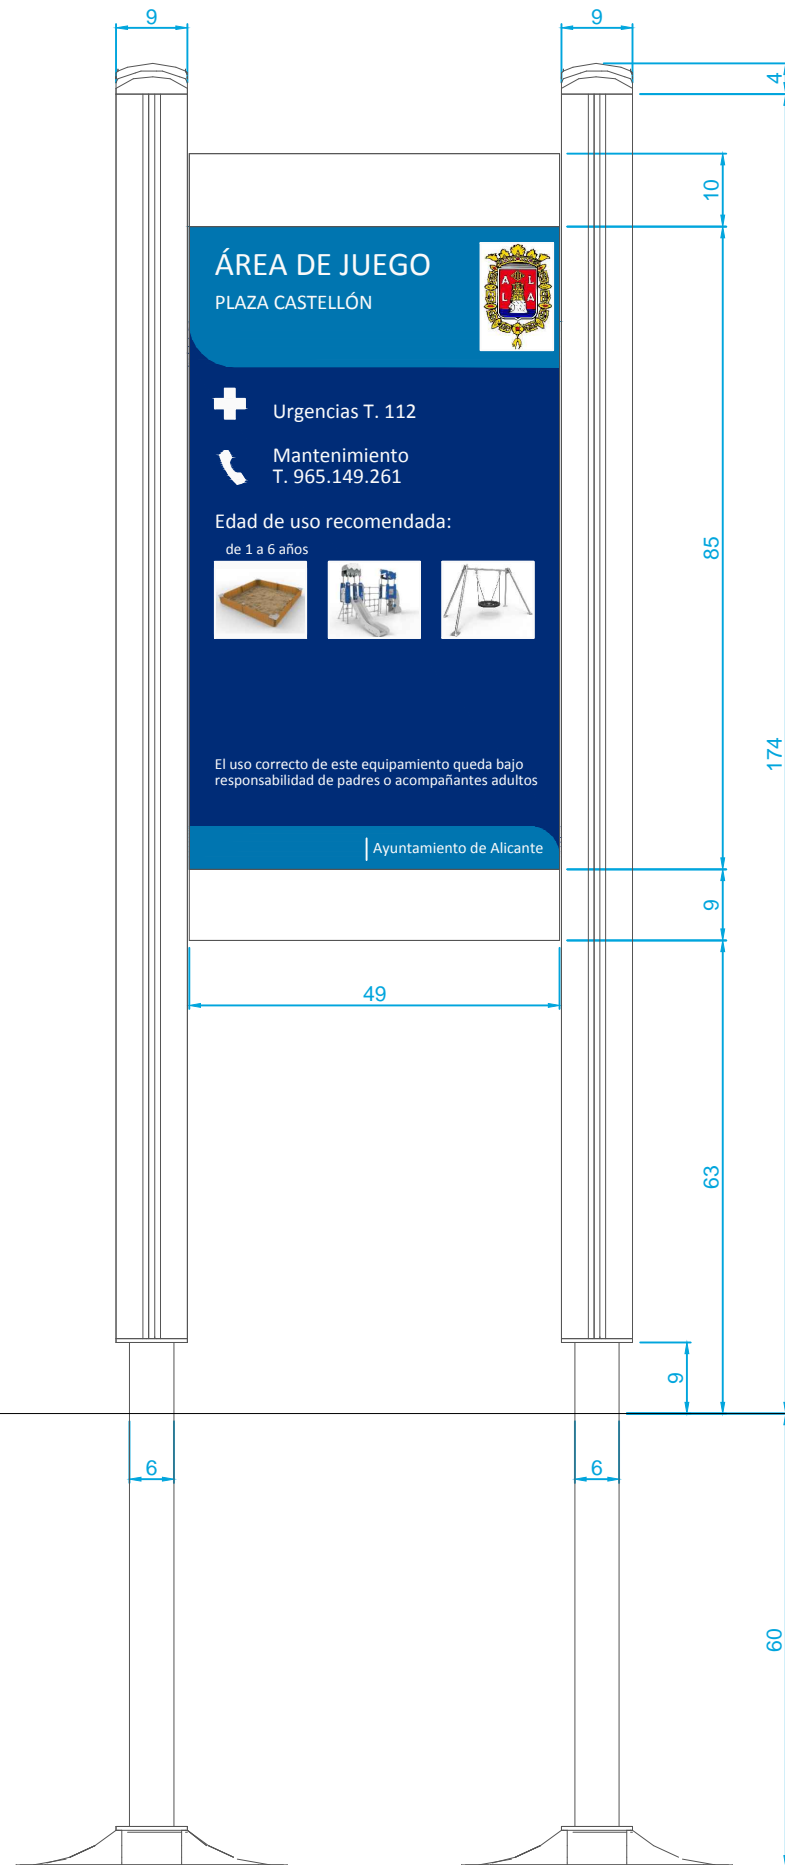 9
9
4
10
ÁREA DE JUEGO
PLAZA CASTELLÓN
A L
L A
Urgencias T. 112
Mantenimiento
T. 965.149.261
Edad de uso recomendada:
de 1 a 6 años
85
174
El uso correcto de este equipamiento queda bajo
responsabilidad de padres o acompañantes adultos
Ayuntamiento de Alicante
9
49
63
9
6
6
60